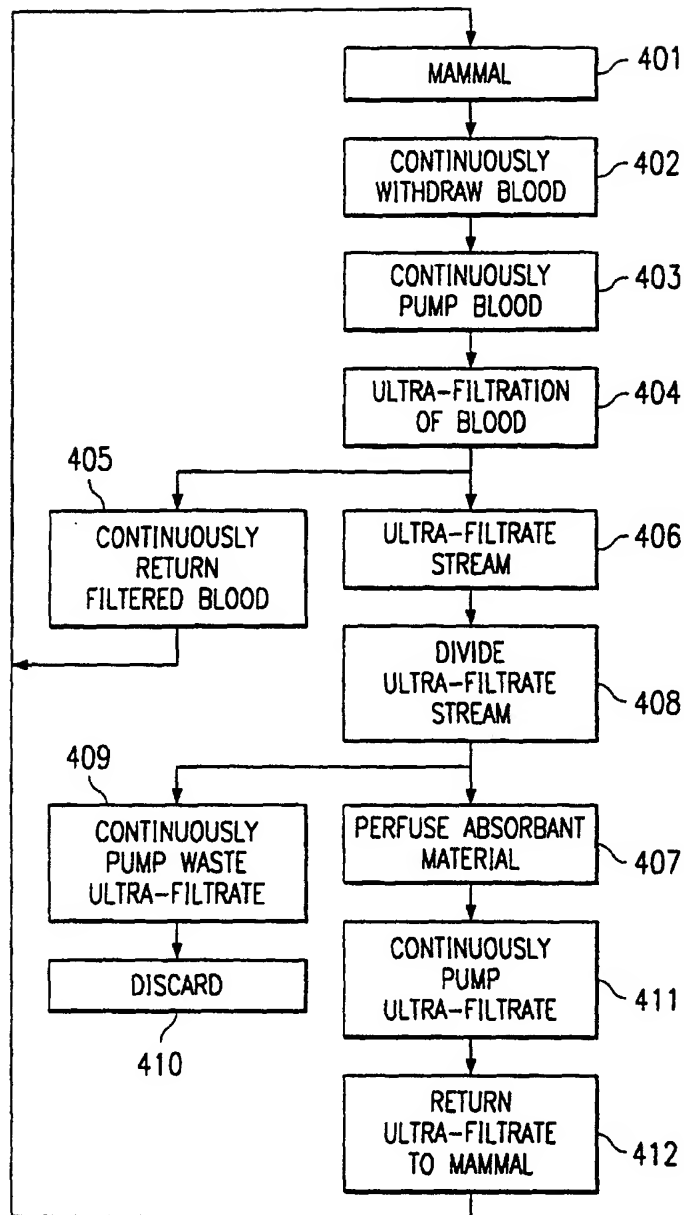 MAMMAL
401
CONTINUOUSLY
WITHDRAW BLOOD
402
CONTINUOUSLY
PUMP BLOOD
403
ULTRA-FILTRATION
OF BLOOD
404
405
CONTINUOUSLY
RETURN
FILTERED BLOOD
ULTRA-FILTRATE
STREAM
406
DIVIDE
ULTRA-FILTRATE
STREAM
408
409
CONTINUOUSLY
PUMP WASTE
ULTRA-FILTRATE
PERFUSE ABSORBANT
MATERIAL
407
DISCARD
410
CONTINUOUSLY
PUMP
ULTRA-FILTRATE
411
RETURN
ULTRA-FILTRATE
TO MAMMAL
412